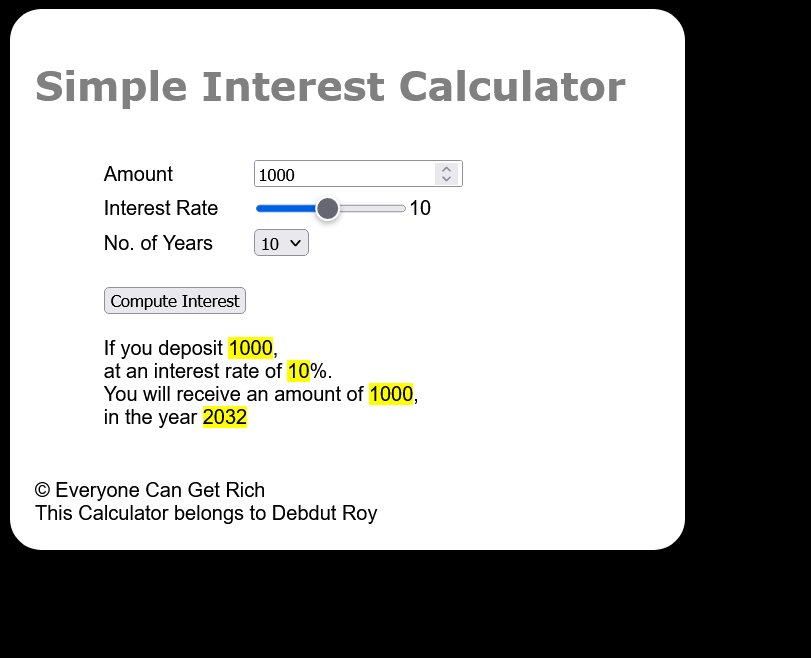 Simple Interest Calculator
Amount 1000
Interest Rate 10
No. of Years 10
Compute Interest
If you deposit 1000,
at an interest rate of 10%.
You will receive an amount of 1000,
in the year 2032
© Everyone Can Get Rich
This Calculator belongs to Debdut Roy